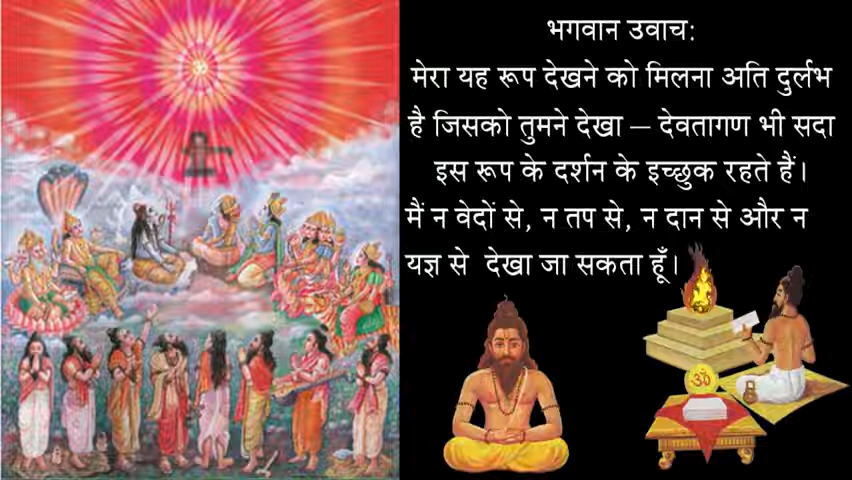 भगवान उवाच:
मेरा यह रूप देखने को मिलना अति दुर्लभ
है जिसको तुमने देखा – देवतागण भी सदा
इस रूप के दर्शन के इच्छुक रहते हैं।
मैं न वेदों से, न तप से, न दान से और न
यज्ञ से देखा जा सकता हूँ।
ॐ
ॐ